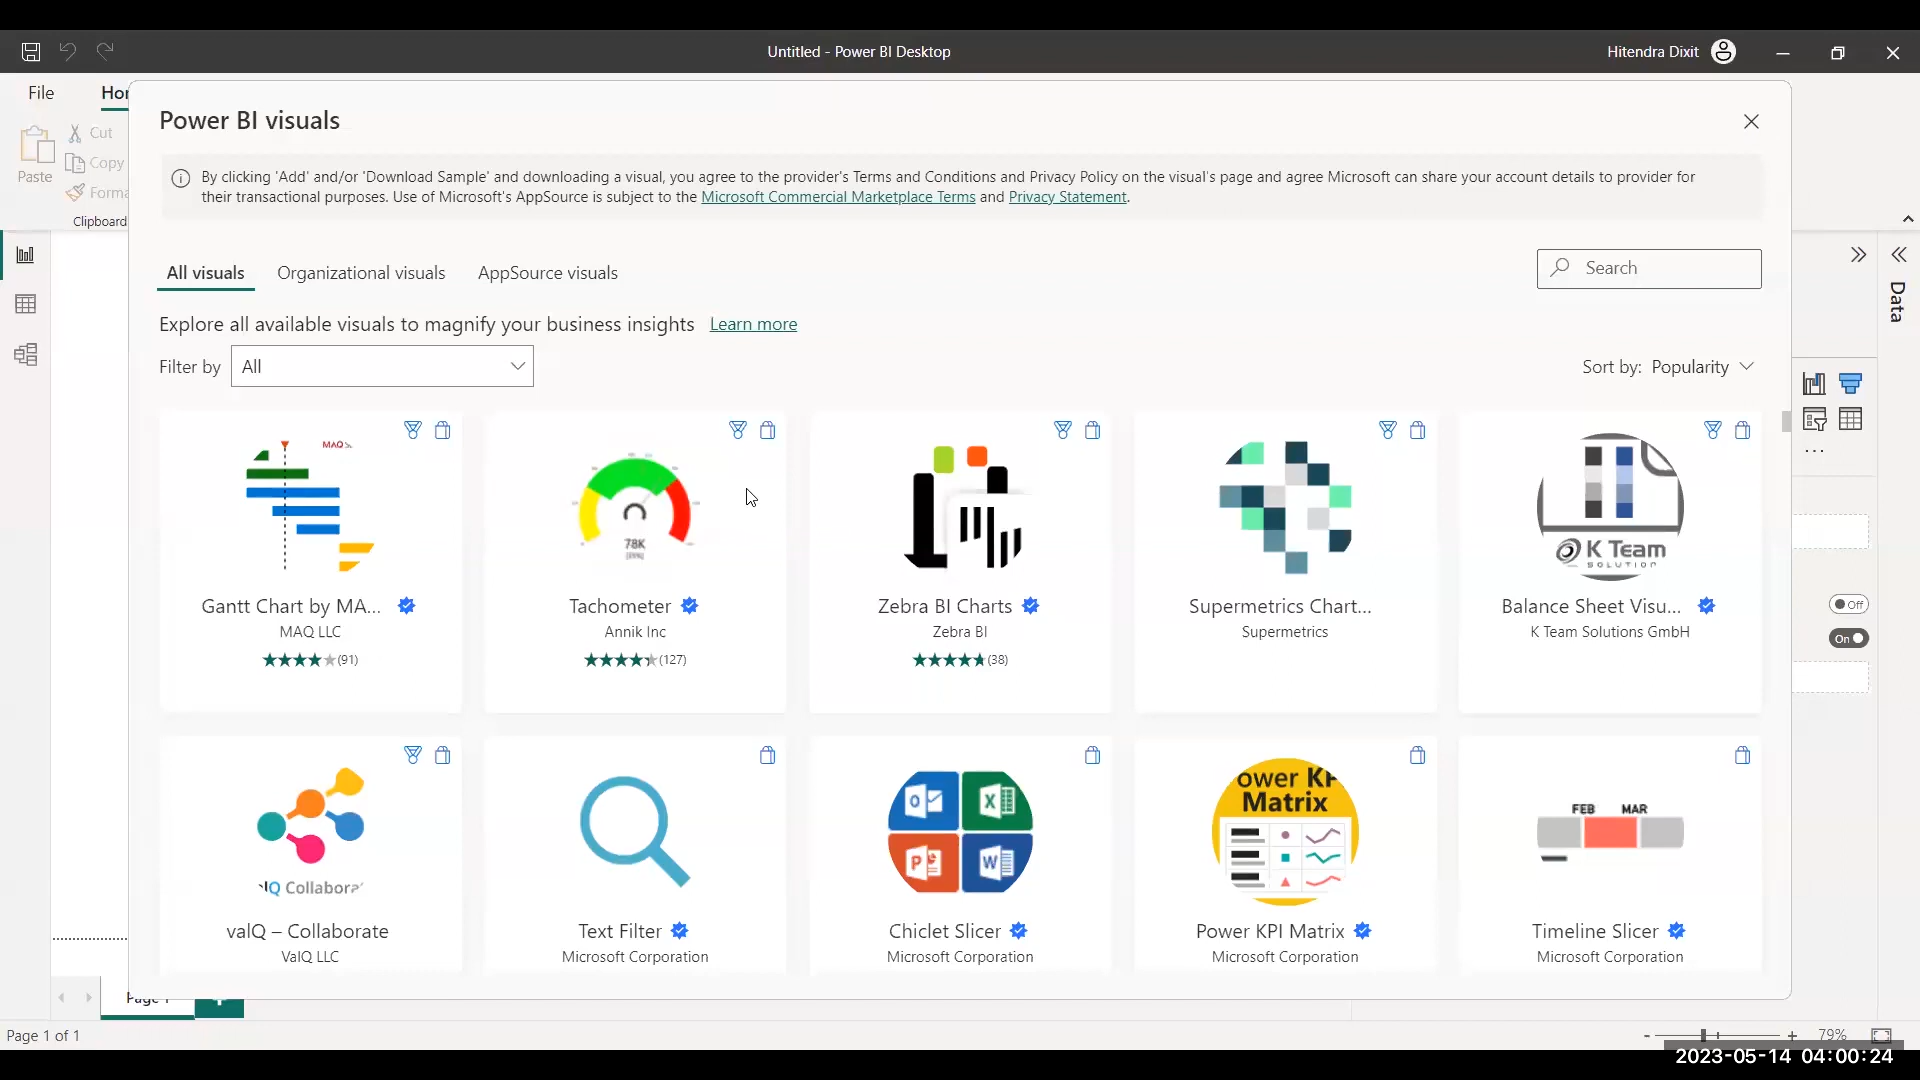 Untitled - Power BI Desktop
Hitendra Dixit
File
Hor
Power BI visuals
Cut
Copy
Forma
Paste
Clipboard
By clicking 'Add' and/or 'Download Sample' and downloading a visual, you agree to the provider's Terms and Conditions and Privacy Policy on the visual's page and agree Microsoft can share your account details to provider for
their transactional purposes. Use of Microsoft's AppSource is subject to the Microsoft Commercial Marketplace Terms and Privacy Statement.
All visuals
Organizational visuals
AppSource visuals
Search
Data
Explore all available visuals to magnify your business insights Learn more
Filter by
All
Sort by: Popularity
MAQ
78K
K Team
SOLUTION
Gantt Chart by MA...
MAQ LLC
(91)
Tachometer
Annik Inc
(127)
Zebra BI Charts
Zebra BI
(38)
Supermetrics Chart...
Supermetrics
Balance Sheet Visu...
K Team Solutions GmbH
Off
On
IQ Collabora
ower KP
Matrix
FEB MAR
valQ – Collaborate
ValQ LLC
Text Filter
Microsoft Corporation
Chiclet Slicer
Microsoft Corporation
Power KPI Matrix
Microsoft Corporation
Timeline Slicer
Microsoft Corporation
Page 1
Page 1 of 1
79%
2023-05-14 04:00:24